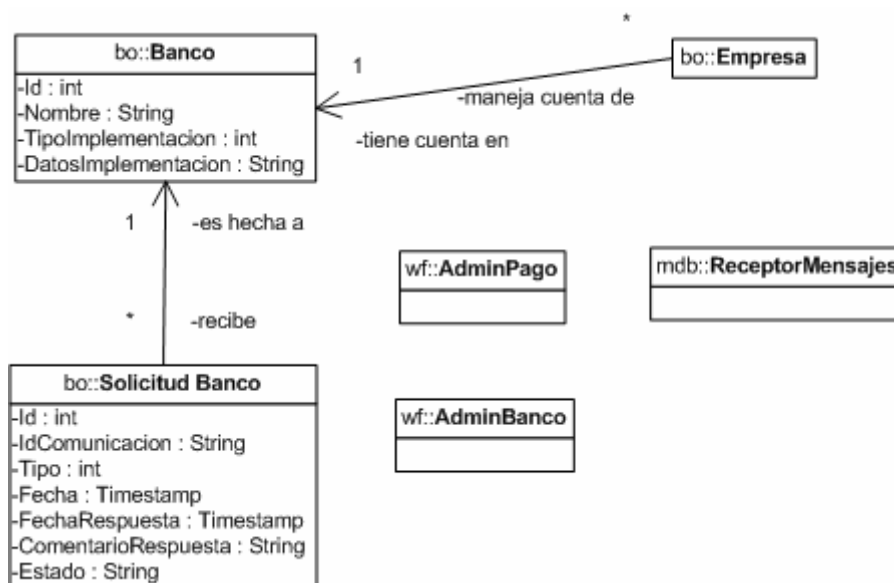 *
bo::Banco
-Id : int
-Nombre : String
-TipoImplementacion : int
-DatosImplementacion : String
1
bo::Empresa
-maneja cuenta de
-tiene cuenta en
1
-es hecha a
*
-recibe
wf::AdminPago
mdb::ReceptorMensajes
bo::Solicitud Banco
-Id : int
-IdComunicacion : String
-Tipo : int
-Fecha : Timestamp
-FechaRespuesta : Timestamp
-ComentarioRespuesta : String
-Estado : String
wf::AdminBanco